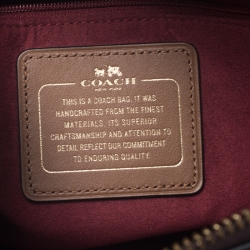 COACH
NEW YORK
THIS IS A COACH BAG. IT WAS
HANDCRAFTED FROM THE FINEST
MATERIALS. ITS SUPERIOR
CRAFTSMANSHIP AND ATTENTION TO
DETAIL REFLECT OUR COMMITMENT
TO ENDURING QUALITY.